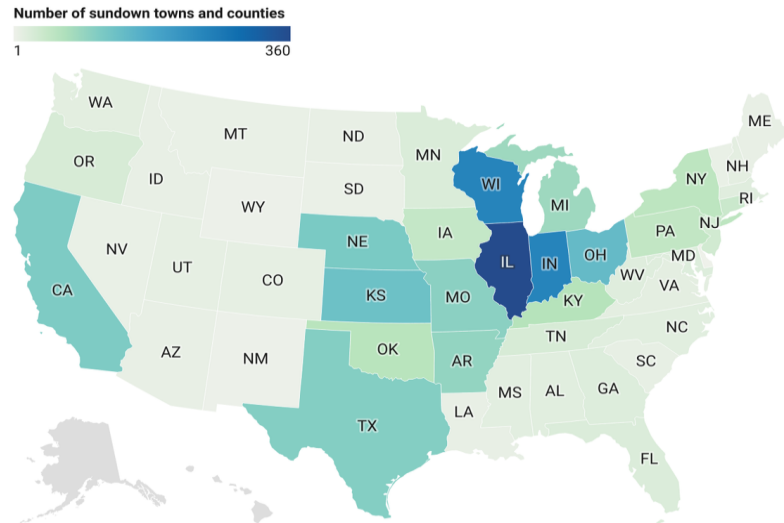 Number of sundown towns and counties
1 360
WA
ME
MT
ND
MN
NH
OR
WI
NY
ID
SD
MI
RI
WY
IA
PA
NJ
NE
NV
OH
MD
IL
IN
UT
CO
WV
CA
KS
MO
VA
KY
NC
TN
OK
AZ
NM
AR
SC
MS
AL
GA
LA
TX
FL